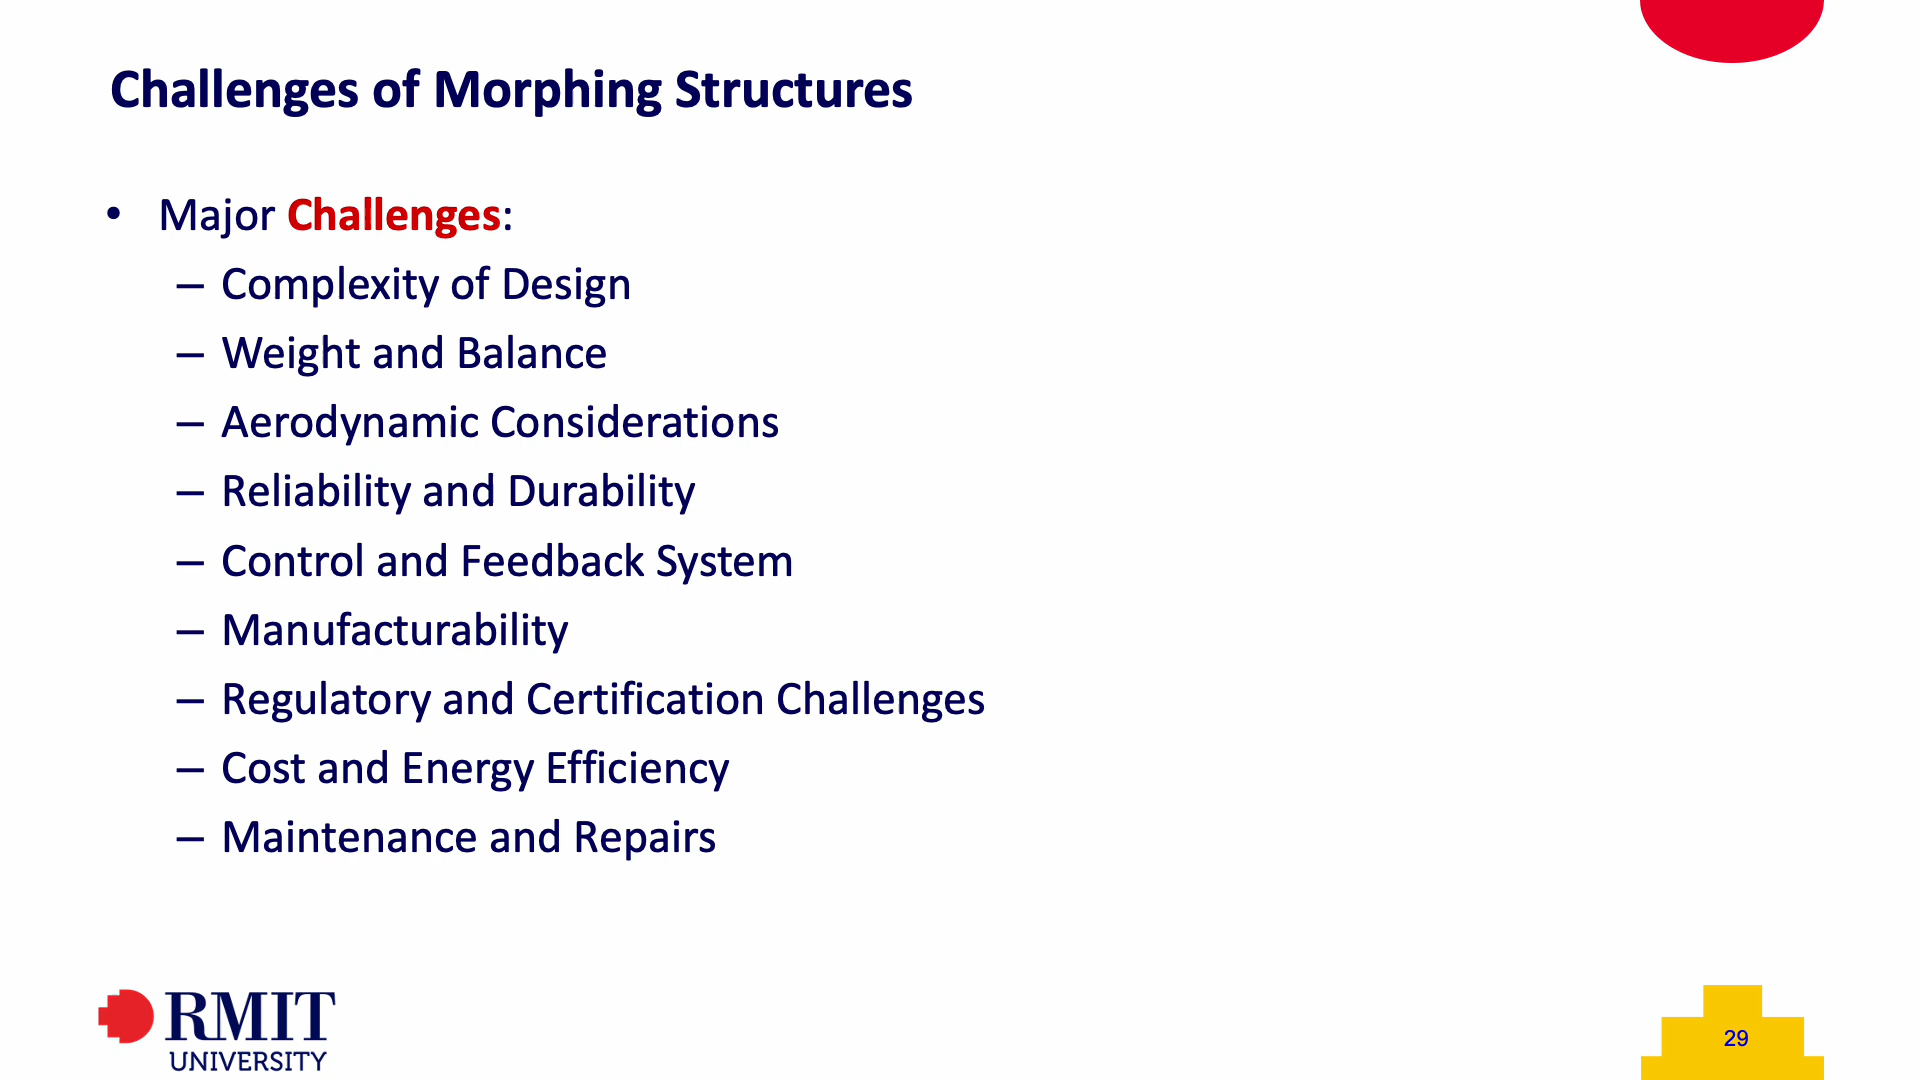 Challenges of Morphing Structures
• Major Challenges:
– Complexity of Design
– Weight and Balance
– Aerodynamic Considerations
– Reliability and Durability
– Control and Feedback System
– Manufacturability
– Regulatory and Certification Challenges
– Cost and Energy Efficiency
– Maintenance and Repairs
RMIT
UNIVERSITY
29